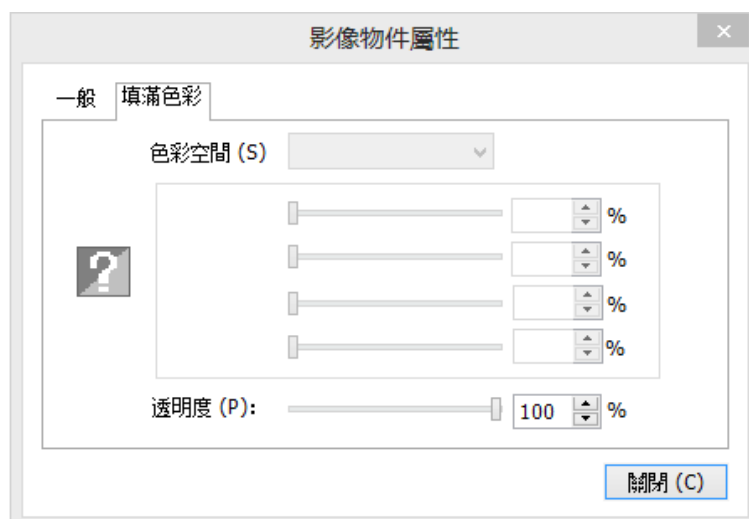 影像物件屬性
一般 填滿色彩
色彩空間 (S)
%
%
%
%
透明度 (P): 100 %
關閉 (C)